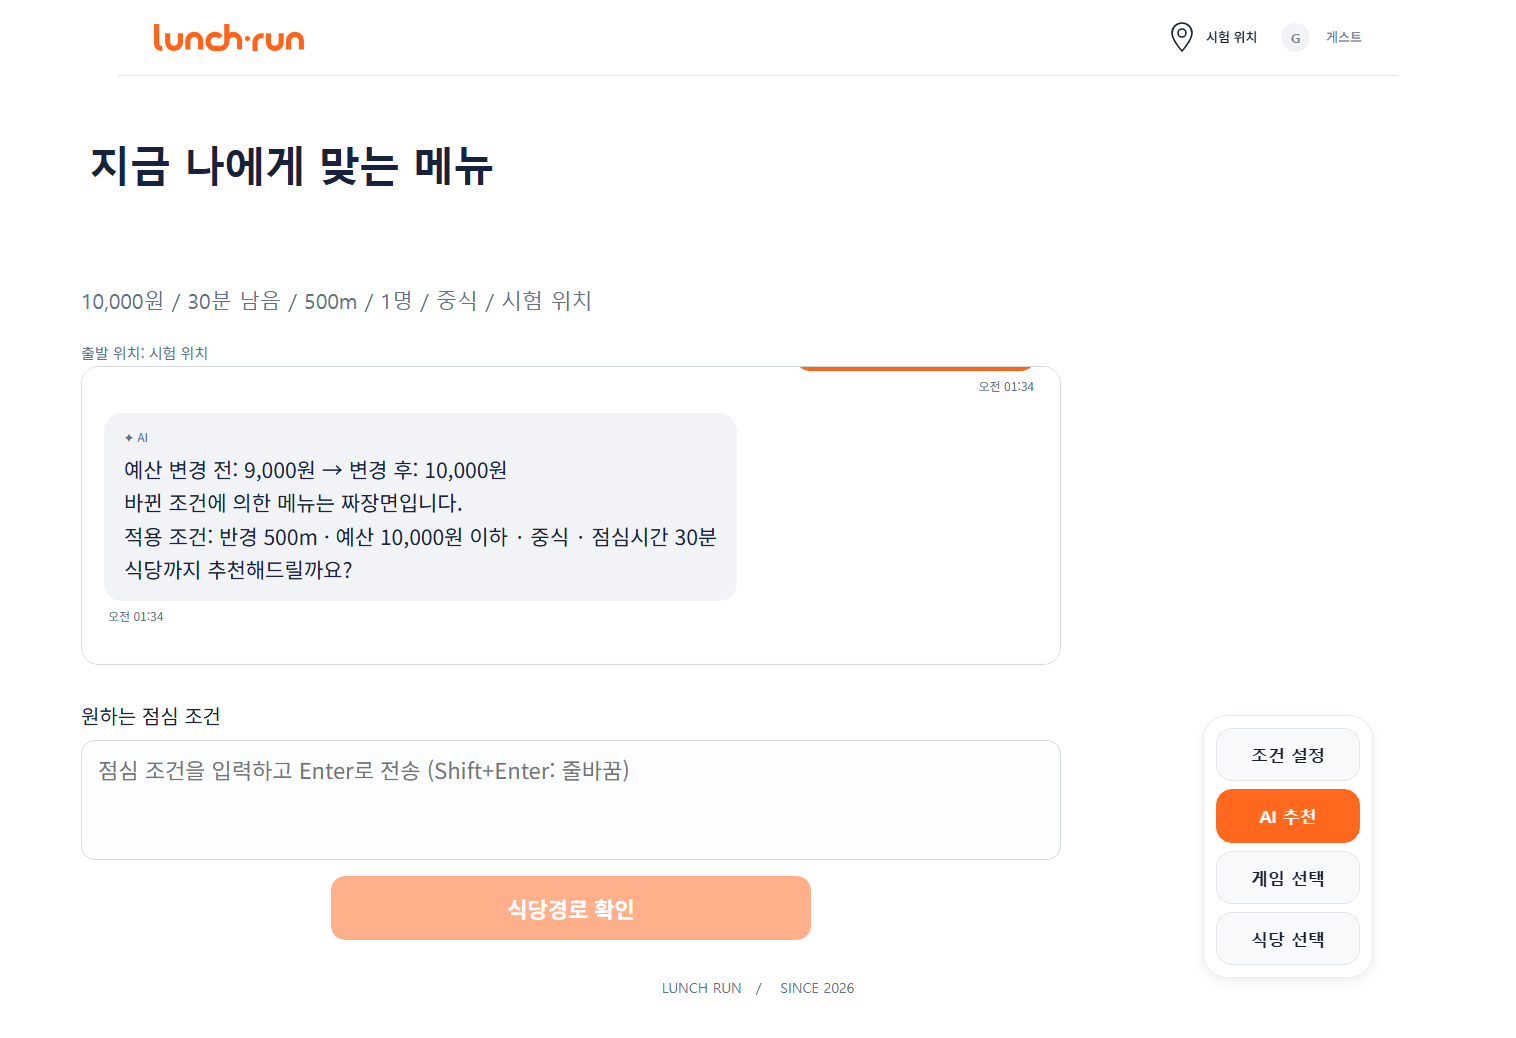 lunch·run
시험 위치
G
게스트
지금 나에게 맞는 메뉴
10,000원 / 30분 남음 / 500m / 1명 / 중식 / 시험 위치
출발 위치: 시험 위치
오전 01:34
✦ AI
예산 변경 전: 9,000원 → 변경 후: 10,000원
바뀐 조건에 의한 메뉴는 짜장면입니다.
적용 조건: 반경 500m · 예산 10,000원 이하 · 중식 · 점심시간 30분
식당까지 추천해드릴까요?
오전 01:34
원하는 점심 조건
점심 조건을 입력하고 Enter로 전송 (Shift+Enter: 줄바꿈)
식당경로 확인
조건 설정
AI 추천
게임 선택
식당 선택
LUNCH RUN / SINCE 2026